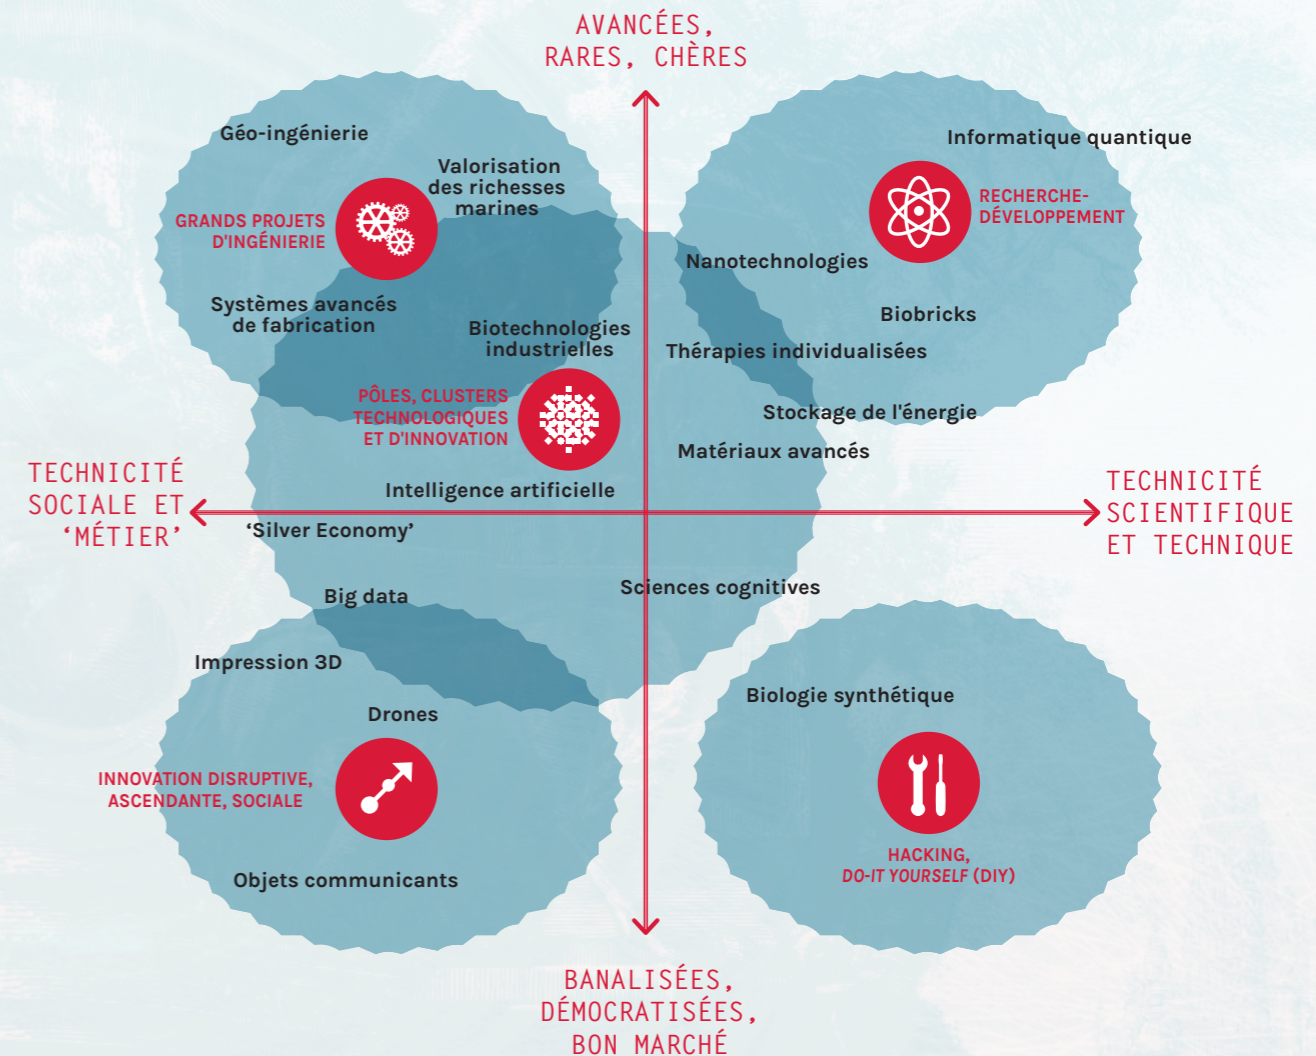 AVANCÉES,
RARES, CHÈRES
Géo-ingénierie
Valorisation
des richesses
marines
GRANDS PROJETS
D'INGÉNIERIE
Systèmes avancés
de fabrication
Informatique quantique
RECHERCHE-
DÉVELOPPEMENT
Nanotechnologies
Biobricks
Biotechnologies
industrielles
Thérapies individualisées
PÔLES, CLUSTERS
TECHNOLOGIQUES
ET D'INNOVATION
Stockage de l'énergie
Matériaux avancés
Intelligence artificielle
TECHNICITÉ
SOCIALE ET
‘MÉTIER’
TECHNICITÉ
SCIENTIFIQUE
ET TECHNIQUE
‘Silver Economy’
Sciences cognitives
Big data
Impression 3D
Drones
INNOVATION DISRUPTIVE,
ASCENDANTE, SOCIALE
Objets communicants
Biologie synthétique
HACKING,
DO-IT YOURSELF (DIY)
BANALISÉES,
DÉMOCRATISÉES,
BON MARCHÉ